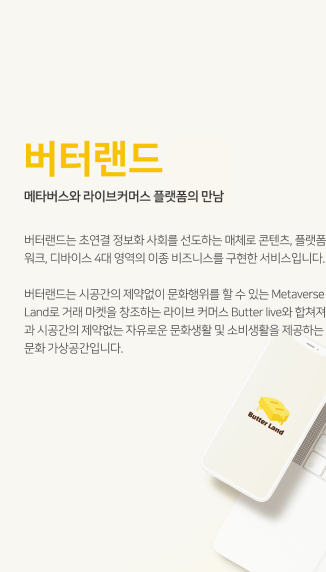 버터랜드
메타버스와 라이브커머스 플랫폼의 만남
버터랜드는 초연결 정보화 사회를 선도하는 매체로 콘텐츠, 플랫폼
워크, 디바이스 4대 영역의 이종 비즈니스를 구현한 서비스입니다.
버터랜드는 시공간의 제약없이 문화행위를 할 수 있는 Metaverse
Land로 거래 마켓을 창조하는 라이브 커머스 Butter live와 합쳐져
과 시공간의 제약없는 자유로운 문화생활 및 소비생활을 제공하는
문화 가상공간입니다.
Butter Land